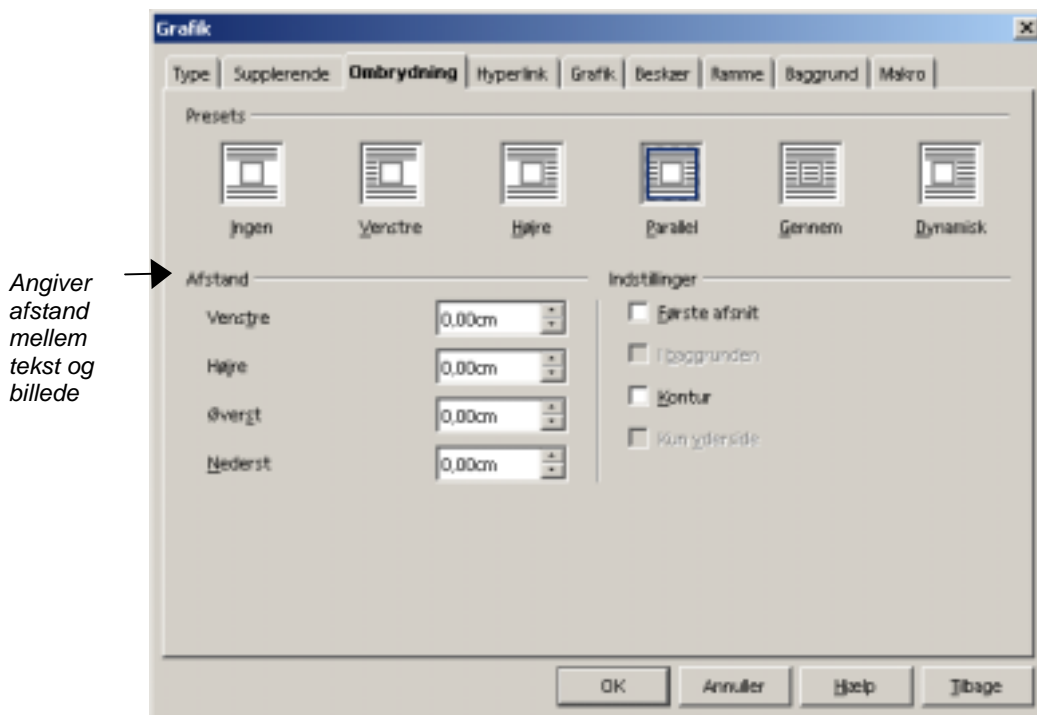 Grafik
Type Supplerende Ombrydning Hyperlink Grafik Beskær Ramme Baggrund Makro
Presets
Ingen Venstre Højre Parallel Gennem Dynamisk
Angiver
afstand
mellem
tekst og
billede
Afstand
Venstre 0,00cm
Højre 0,00cm
Øverst 0,00cm
Nederst 0,00cm
Indstillinger
Første afsnit
I baggrunden
Kontur
Kun yderside
OK Annuller Hjælp Tilbage